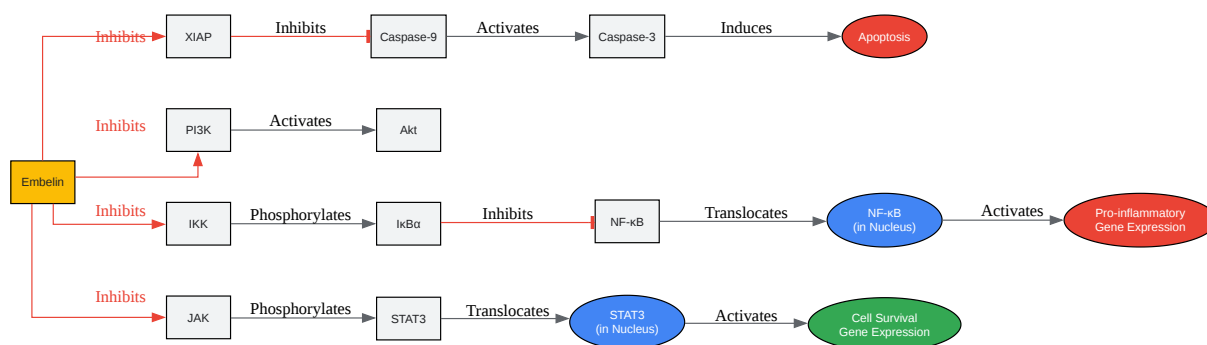 Inhibits
XIAP
Inhibits
Caspase-9
Activates
Caspase-3
Induces
Apoptosis
Inhibits
PI3K
Activates
Akt
Embelin
Inhibits
IKK
Phosphorylates
IκBα
Inhibits
NF-κB
Translocates
NF-κB
(in Nucleus)
Activates
Pro-inflammatory
Gene Expression
Inhibits
JAK
Phosphorylates
STAT3
Translocates
STAT3
(in Nucleus)
Activates
Cell Survival
Gene Expression